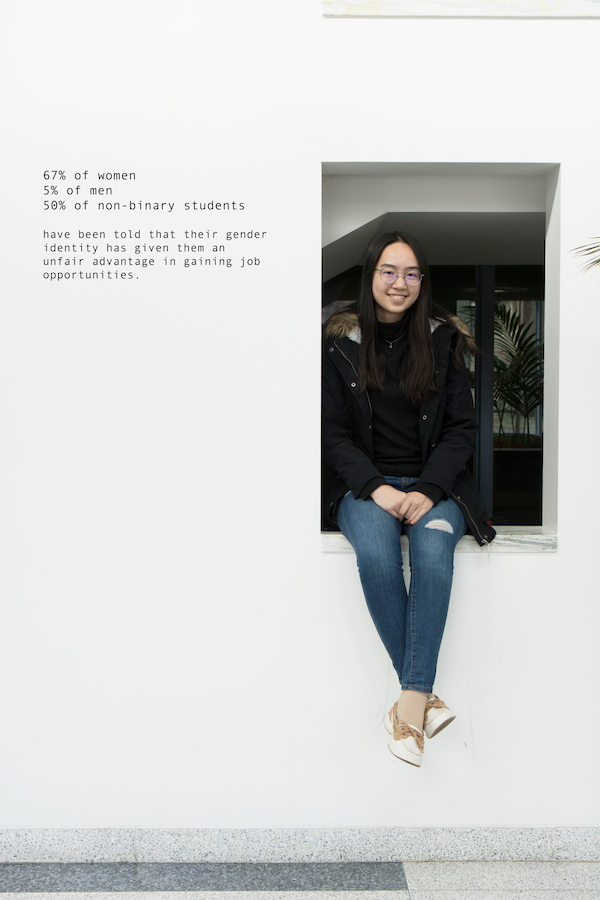 67% of women
5% of men
50% of non-binary students
have been told that their gender
identity has given them an
unfair advantage in gaining job
opportunities.